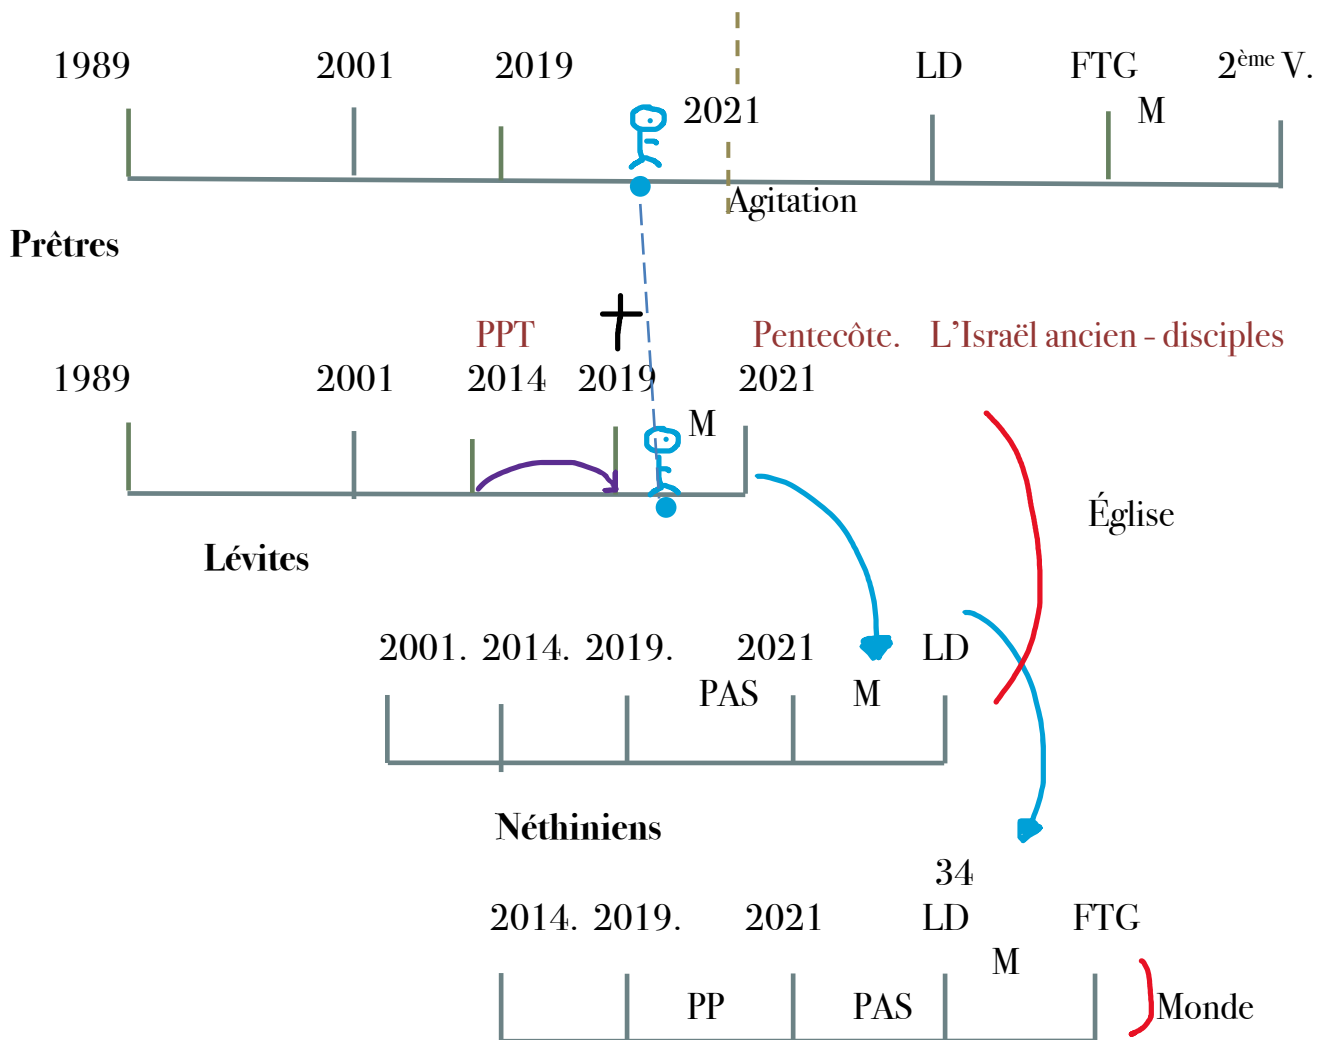 1989 2001 2019 LD FTG 2ème V.
2021 M
Agitation
Prêtres
PPT Pentecôte. L'Israël ancien - disciples
1989 2001 2014 2019 2021
M
Église
Lévites
2001. 2014. 2019. 2021 LD
PAS M
Néthiniens
34
2014. 2019. 2021 LD FTG
M
PP PAS Monde